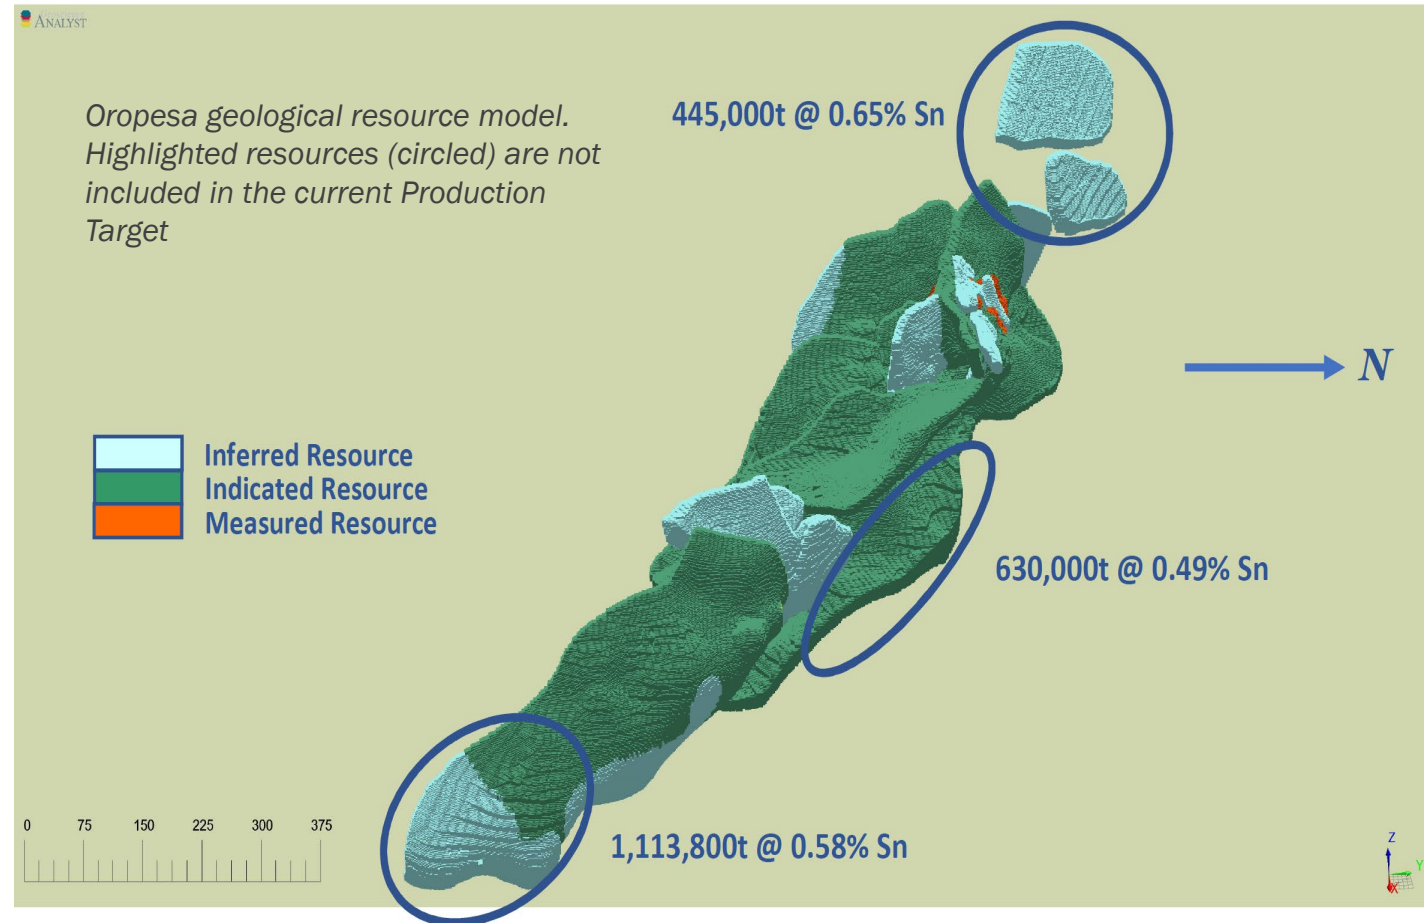 ANALYST
Oropesa geological resource model.
Highlighted resources (circled) are not
included in the current Production
Target
445,000t @ 0.65% Sn
N
Inferred Resource
Indicated Resource
Measured Resource
630,000t @ 0.49% Sn
1,113,800t @ 0.58% Sn
0 75 150 225 300 375
Z
Y
X